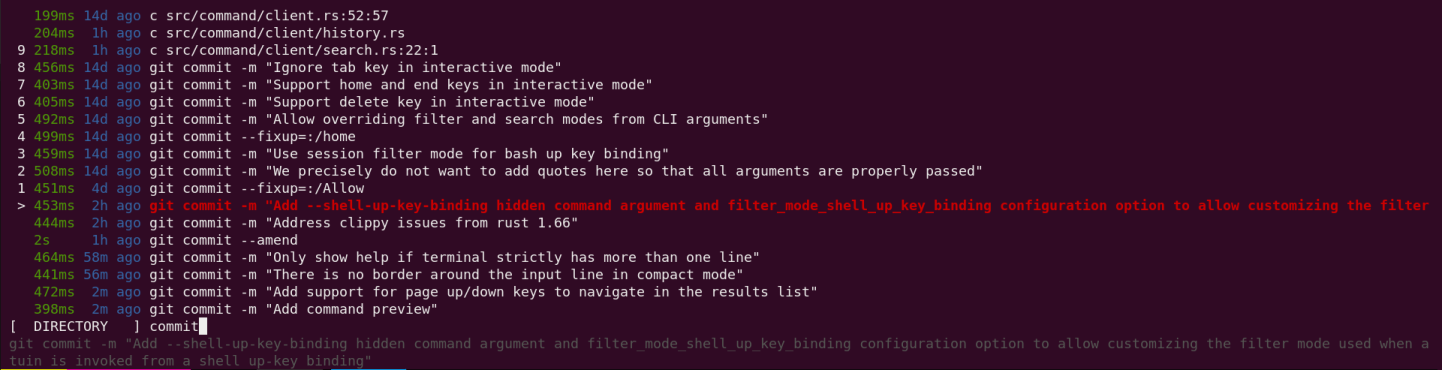 199ms 14d ago c src/command/client.rs:52:57
204ms 1h ago c src/command/client/history.rs
9 218ms 1h ago c src/command/client/search.rs:22:1
8 456ms 14d ago git commit -m "Ignore tab key in interactive mode"
7 403ms 14d ago git commit -m "Support home and end keys in interactive mode"
6 405ms 14d ago git commit -m "Support delete key in interactive mode"
5 492ms 14d ago git commit -m "Allow overriding filter and search modes from CLI arguments"
4 499ms 14d ago git commit --fixup=:/home
3 459ms 14d ago git commit -m "Use session filter mode for bash up key binding"
2 508ms 14d ago git commit -m "We precisely do not want to add quotes here so that all arguments are properly passed"
1 451ms 4d ago git commit --fixup=:/Allow
> 453ms 2h ago git commit -m "Add --shell-up-key-binding hidden command argument and filter_mode_shell_up_key_binding configuration option to allow customizing the filter
444ms 2h ago git commit -m "Address clippy issues from rust 1.66"
2s 1h ago git commit --amend
464ms 58m ago git commit -m "Only show help if terminal strictly has more than one line"
441ms 56m ago git commit -m "There is no border around the input line in compact mode"
472ms 2m ago git commit -m "Add support for page up/down keys to navigate in the results list"
398ms 2m ago git commit -m "Add command preview"
[ DIRECTORY ] commit
git commit -m "Add --shell-up-key-binding hidden command argument and filter_mode_shell_up_key_binding configuration option to allow customizing the filter mode used when a
tuin is invoked from a shell up-key binding"